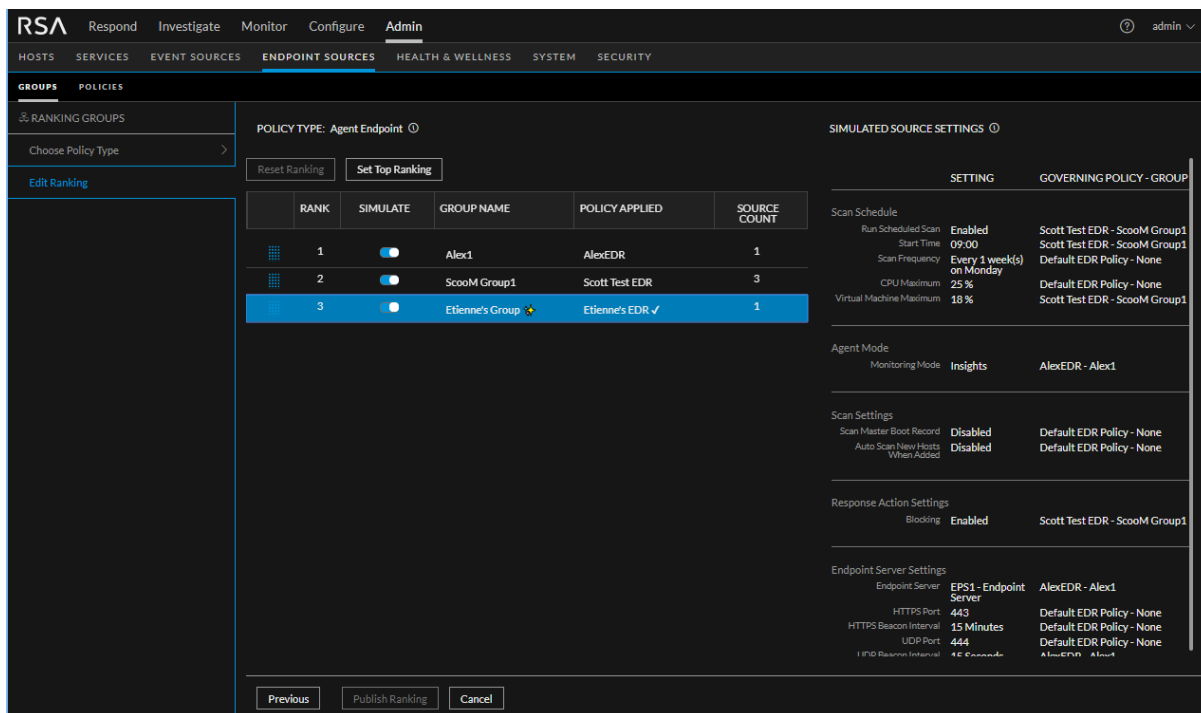 RSA Respond Investigate Monitor Configure Admin admin
HOSTS SERVICES EVENT SOURCES ENDPOINT SOURCES HEALTH & WELLNESS SYSTEM SECURITY
GROUPS POLICIES
RANKING GROUPS
Choose Policy Type
Edit Ranking
POLICY TYPE: Agent Endpoint
Reset Ranking Set Top Ranking
RANK SIMULATE GROUP NAME POLICY APPLIED SOURCE COUNT
1 Alex1 AlexEDR 1
2 ScooM Group1 Scott Test EDR 3
3 Etienne's Group Etienne's EDR ✓ 1
SIMULATED SOURCE SETTINGS
SETTING GOVERNING POLICY - GROUP
Scan Schedule
Run Scheduled Scan Enabled Scott Test EDR - ScooM Group1
Start Time 09:00 Scott Test EDR - ScooM Group1
Scan Frequency Every 1 week(s) on Monday Default EDR Policy - None
CPU Maximum 25 % Default EDR Policy - None
Virtual Machine Maximum 18 % Scott Test EDR - ScooM Group1
Agent Mode
Monitoring Mode Insights AlexEDR - Alex1
Scan Settings
Scan Master Boot Record Disabled Default EDR Policy - None
Auto Scan New Hosts When Added Disabled Default EDR Policy - None
Response Action Settings
Blocking Enabled Scott Test EDR - ScooM Group1
Endpoint Server Settings
Endpoint Server EPS1 - Endpoint Server AlexEDR - Alex1
HTTPS Port 443 Default EDR Policy - None
HTTPS Beacon Interval 15 Minutes Default EDR Policy - None
UDP Port 444 Default EDR Policy - None
UDP Beacon Interval 15 Seconds AlexEDR - Alex1
Previous Publish Ranking Cancel